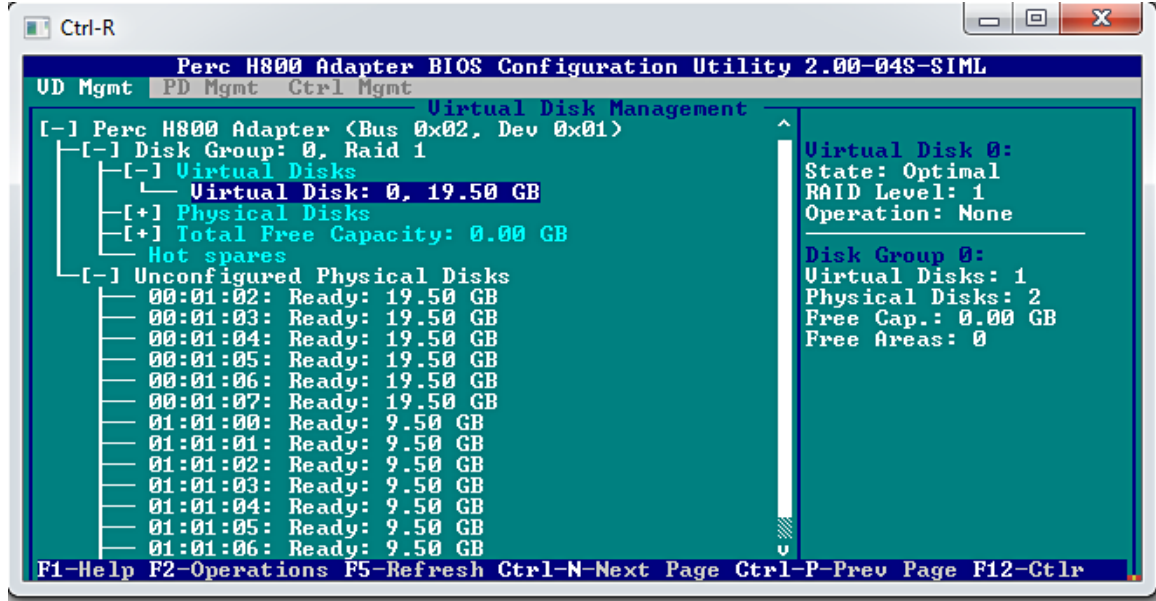 Ctrl-R
Perc H800 Adapter BIOS Configuration Utility 2.00-04S-SIML
VD Mgmt PD Mgmt Ctrl Mgmt
Virtual Disk Management
[-] Perc H800 Adapter (Bus 0x02, Dev 0x01)
[-] Disk Group: 0, Raid 1
[-] Virtual Disks
Virtual Disk: 0, 19.50 GB
[+] Physical Disks
[+] Total Free Capacity: 0.00 GB
Hot spares
[-] Unconfigured Physical Disks
00:01:02: Ready: 19.50 GB
00:01:03: Ready: 19.50 GB
00:01:04: Ready: 19.50 GB
00:01:05: Ready: 19.50 GB
00:01:06: Ready: 19.50 GB
00:01:07: Ready: 19.50 GB
01:01:00: Ready: 9.50 GB
01:01:01: Ready: 9.50 GB
01:01:02: Ready: 9.50 GB
01:01:03: Ready: 9.50 GB
01:01:04: Ready: 9.50 GB
01:01:05: Ready: 9.50 GB
01:01:06: Ready: 9.50 GB
Virtual Disk 0:
State: Optimal
RAID Level: 1
Operation: None
Disk Group 0:
Virtual Disks: 1
Physical Disks: 2
Free Cap.: 0.00 GB
Free Areas: 0
F1-Help F2-Operations F5-Refresh Ctrl-N-Next Page Ctrl-P-Prev Page F12-Ctlr